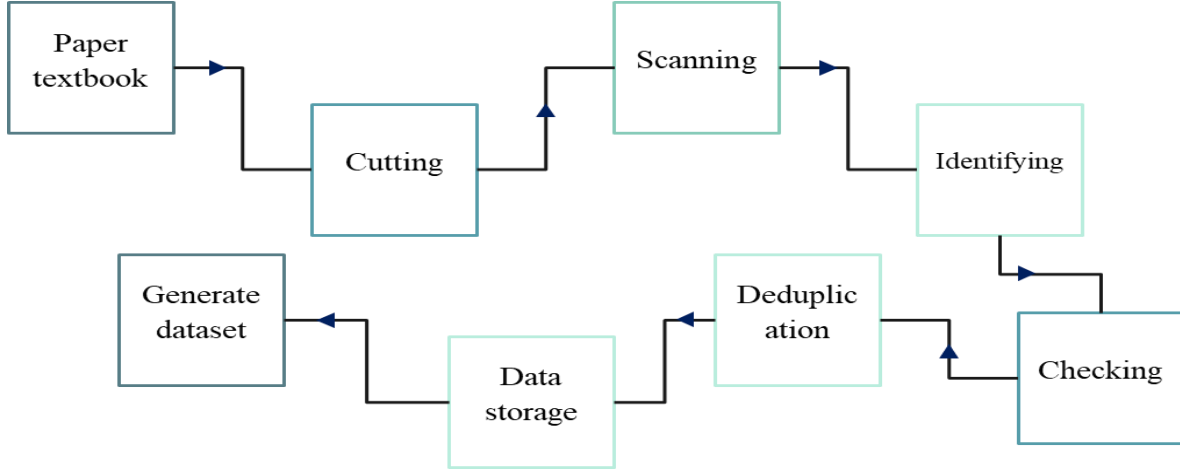 Paper
textbook
Cutting
Scanning
Identifying
Checking
Deduplic
ation
Data
storage
Generate
dataset